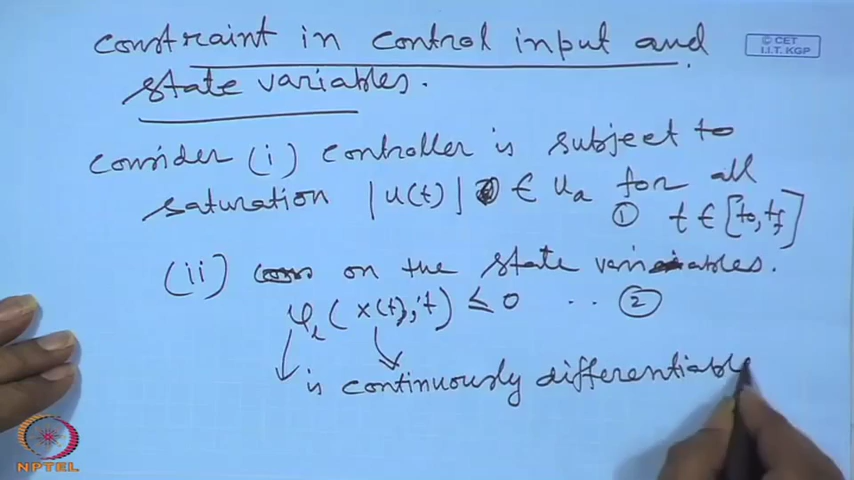 constraint in control input and
© CET
I.I.T. KGP
state variables.
consider (i) controller is subject to
saturation |u(t)| ∈ ua for all
① t ∈ [to, tf]
(ii) on the state variables.
φi (x(t), t) ≤ 0 .. ②
is continuously differentiable
NPTEL